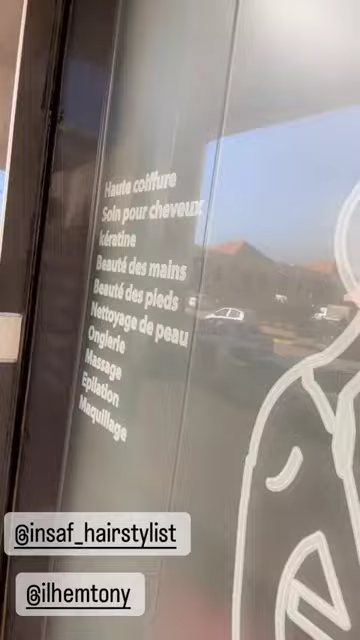 Haute coiffure
Soin pour cheveux
kératine
Beauté des mains
Beauté des pieds
Nettoyage de peau
Onglerie
Massage
Epilation
Maquillage
@insaf_hairstylist
@ilhemtony